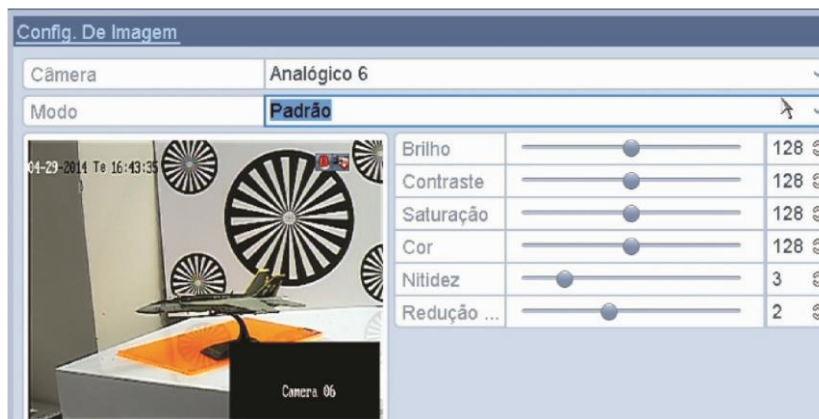 Config. De Imagem
Câmera Analógico 6
Modo Padrão
04-29-2014 Te 16:43:35
Brilho 128
Contraste 128
Saturação 128
Cor 128
Nitidez 3
Redução ... 2
Camera 06